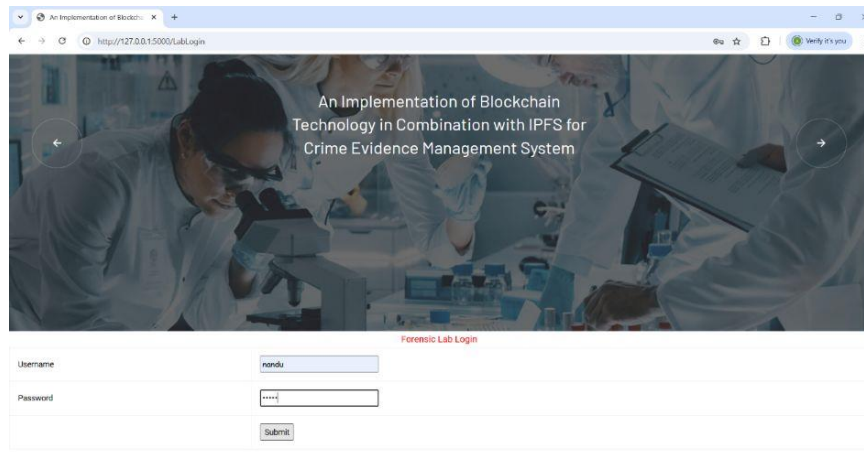 An Implementation of Blockcha
http://127.0.0.1:5000/LabLogin
Verify it's you
An Implementation of Blockchain
Technology in Combination with IPFS for
Crime Evidence Management System
Forensic Lab Login
Username nandu
Password •••••
Submit